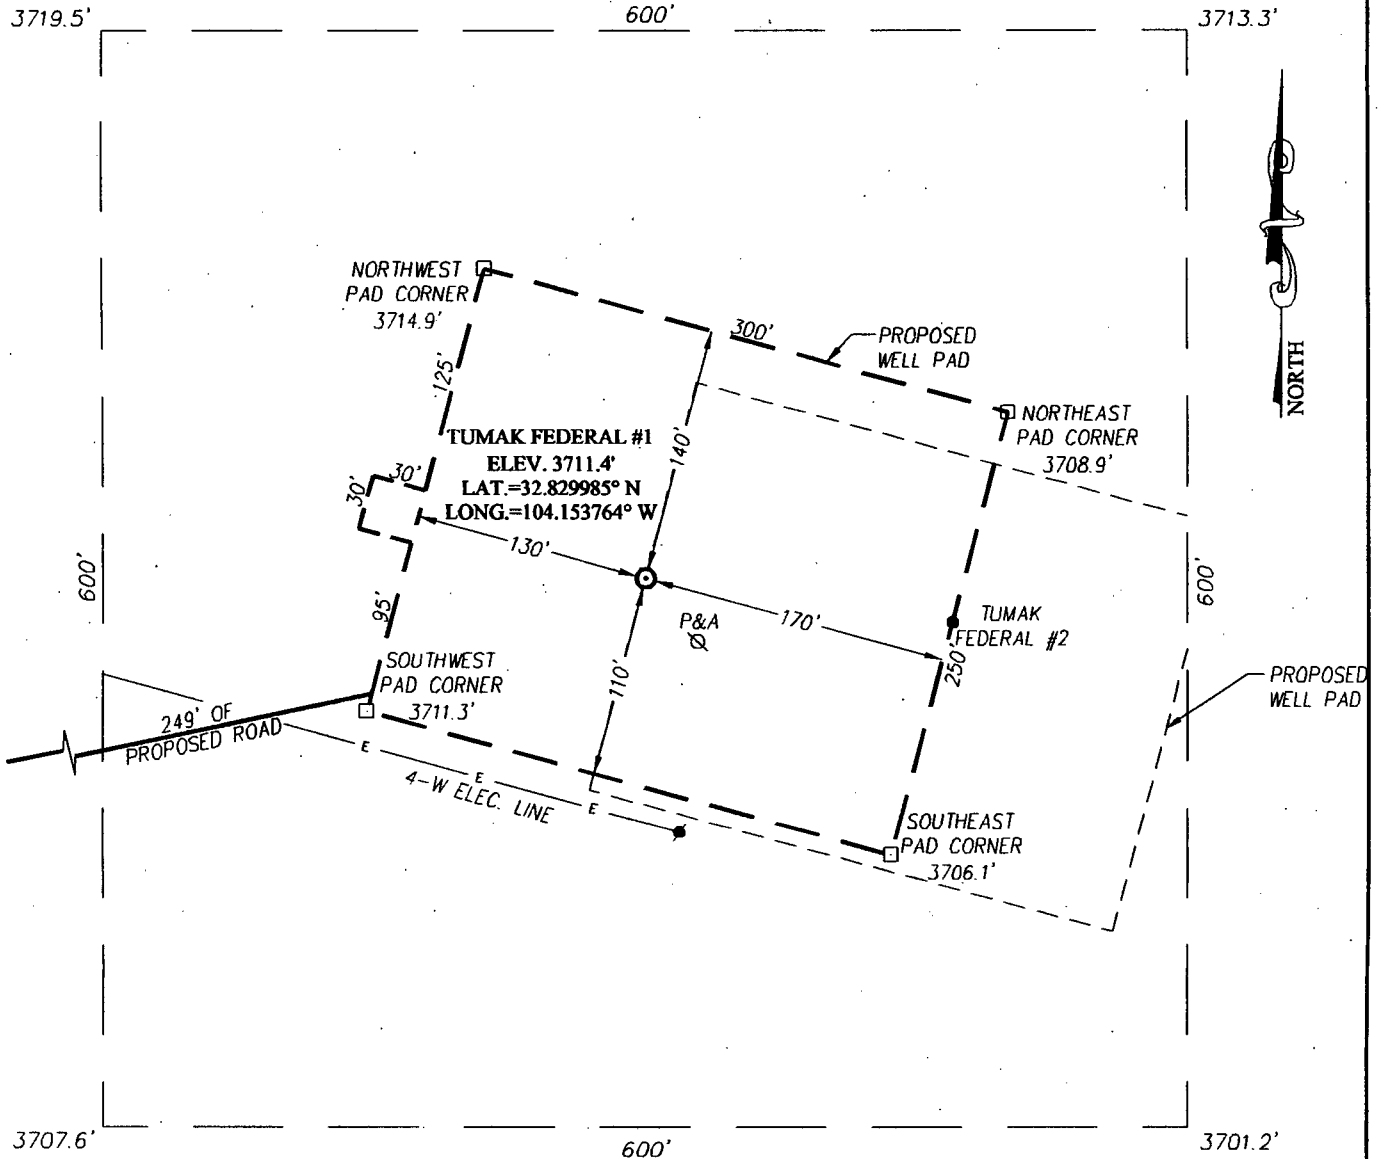 3719.5'
600'
3713.3'
NORTH
NORTHWEST
PAD CORNER
3714.9'
300'
PROPOSED
WELL PAD
125'
NORTHEAST
PAD CORNER
3708.9'
TUMAK FEDERAL #1
ELEV. 3711.4'
LAT.=32.829985° N
LONG.=104.153764° W
140'
30'
30'
130'
600'
600'
95'
P&A
170'
TUMAK
FEDERAL #2
250'
110'
SOUTHWEST
PAD CORNER
3711.3'
PROPOSED
WELL PAD
249' OF
PROPOSED ROAD
E
E
E
4-W ELEC. LINE
SOUTHEAST
PAD CORNER
3706.1'
3707.6'
600'
3701.2'